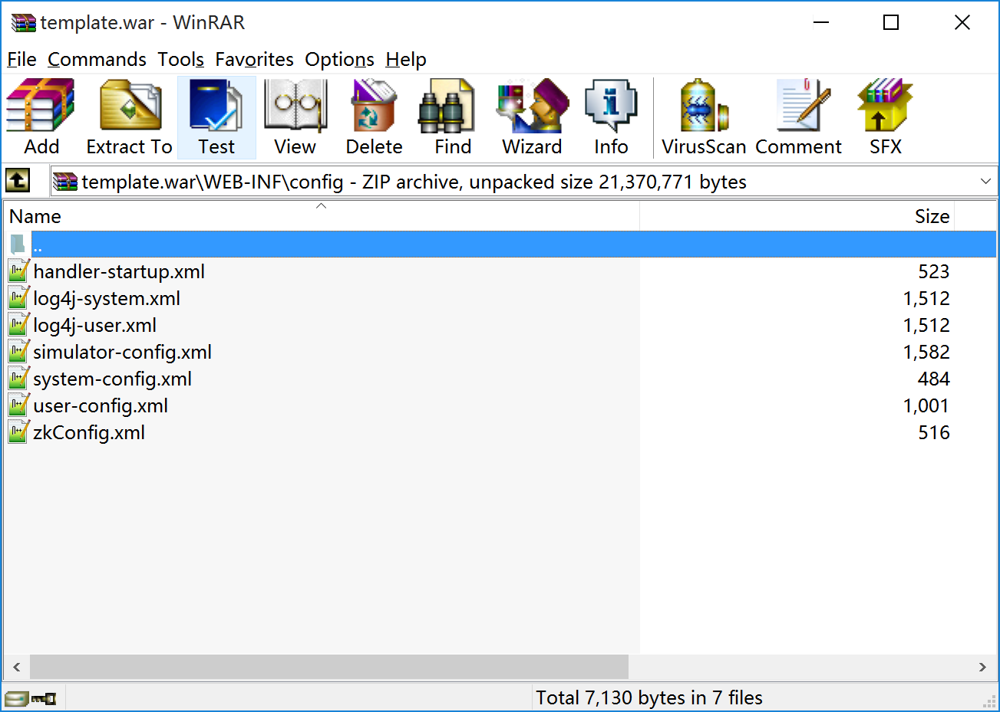 template.war - WinRAR
File Commands Tools Favorites Options Help
Add Extract To Test View Delete Find Wizard Info VirusScan Comment SFX
template.war\WEB-INF\config - ZIP archive, unpacked size 21,370,771 bytes
Name Size
..
handler-startup.xml 523
log4j-system.xml 1,512
log4j-user.xml 1,512
simulator-config.xml 1,582
system-config.xml 484
user-config.xml 1,001
zkConfig.xml 516
Total 7,130 bytes in 7 files